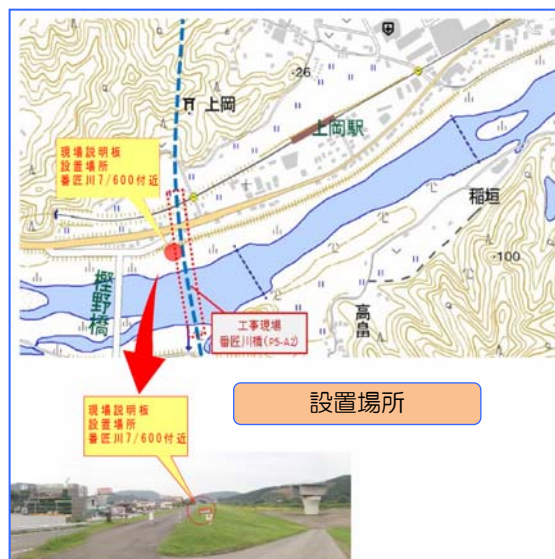 -26
上岡
上岡駅
現場説明板
設置場所
番匠川7/600付近
稲垣
-100
樫野橋
高畠
工事現場
番匠川橋(P5-A2)
設置場所
現場説明板
設置場所
番匠川7/600付近